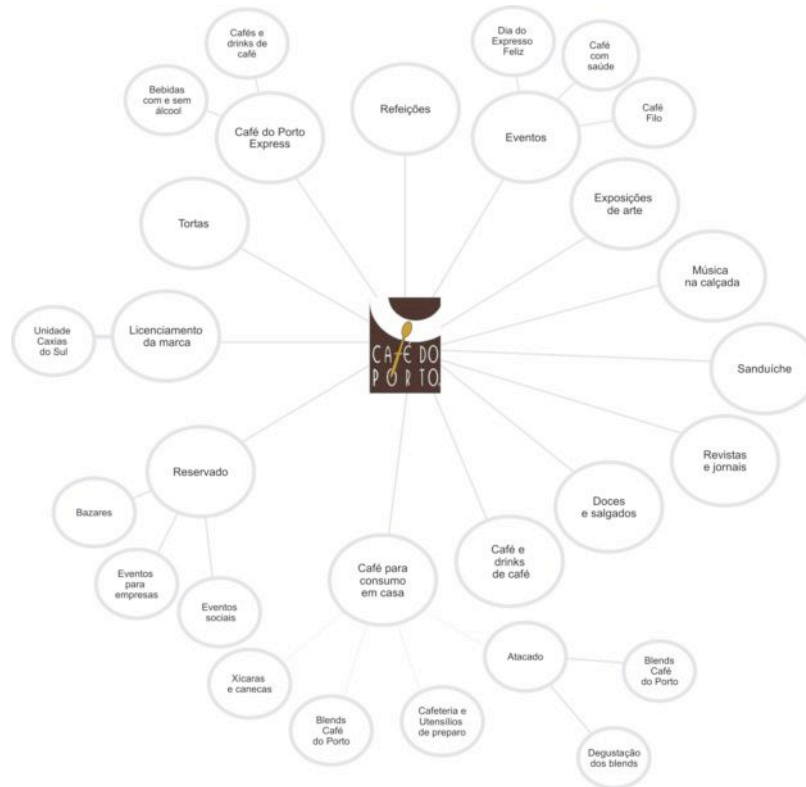 Cafés e
drinks de
café
Bebidas
com e sem
álcool
Café do Porto
Express
Refeições
Dia do
Expresso
Feliz
Café
com
saúde
Café
Filo
Eventos
Exposições
de arte
Tortas
Música
na calçada
Unidade
Caxias
do Sul
Licenciamento
da marca
CAFÉ DO
PORTO
Sanduíche
Revistas
e jornais
Reservado
Bazares
Eventos
para
empresas
Eventos
sociais
Doces
e salgados
Café e
drinks
de café
Café para
consumo
em casa
Xícaras
e canecas
Blends
Café
do Porto
Cafeteria e
Utensílios
de preparo
Atacado
Blends
Café
do Porto
Degustação
dos blends